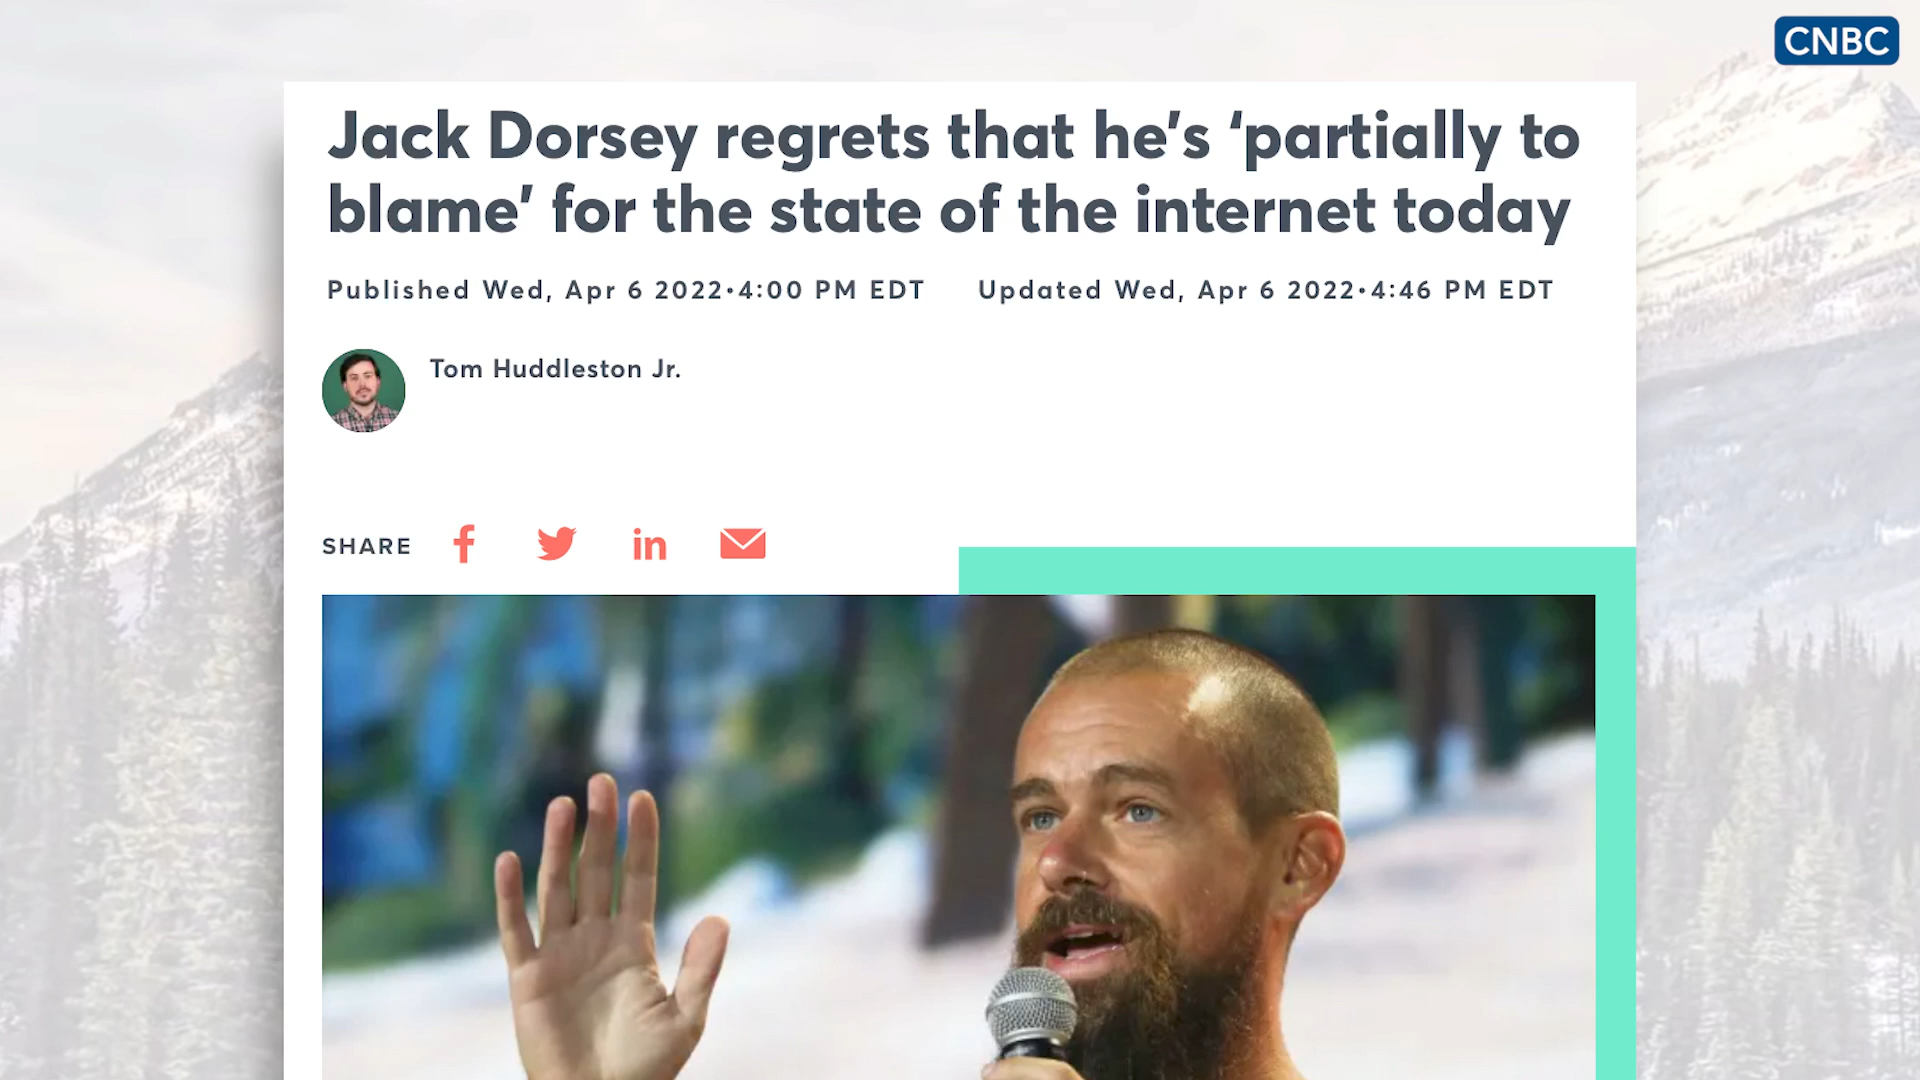 CNBC
Jack Dorsey regrets that he's ‘partially to
blame’ for the state of the internet today
Published Wed, Apr 6 2022•4:00 PM EDT Updated Wed, Apr 6 2022•4:46 PM EDT
Tom Huddleston Jr.
SHARE f in